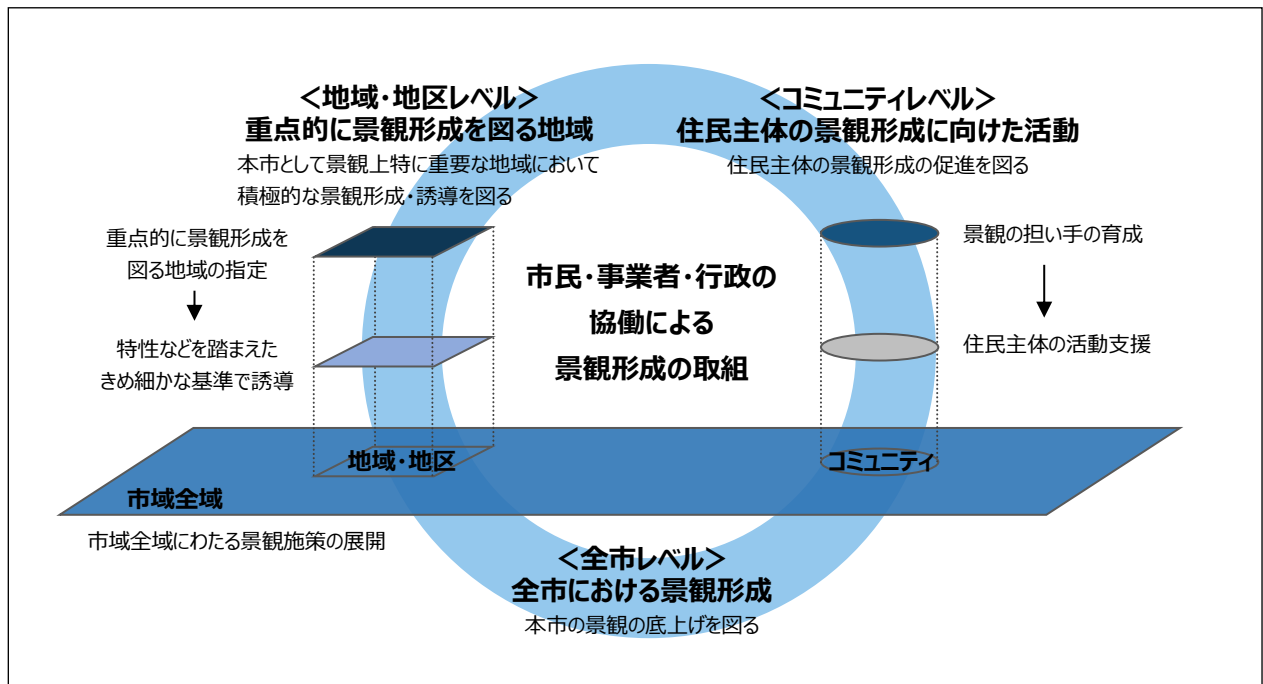 <地域・地区レベル>
重点的に景観形成を図る地域
本市として景観上特に重要な地域において
積極的な景観形成・誘導を図る
重点的に景観形成を
図る地域の指定
特性などを踏まえた
きめ細かな基準で誘導
<コミュニティレベル>
住民主体の景観形成に向けた活動
住民主体の景観形成の促進を図る
景観の担い手の育成
住民主体の活動支援
市民・事業者・行政の
協働による
景観形成の取組
地域・地区
コミュニティ
市域全域
市域全域にわたる景観施策の展開
<全市レベル>
全市における景観形成
本市の景観の底上げを図る